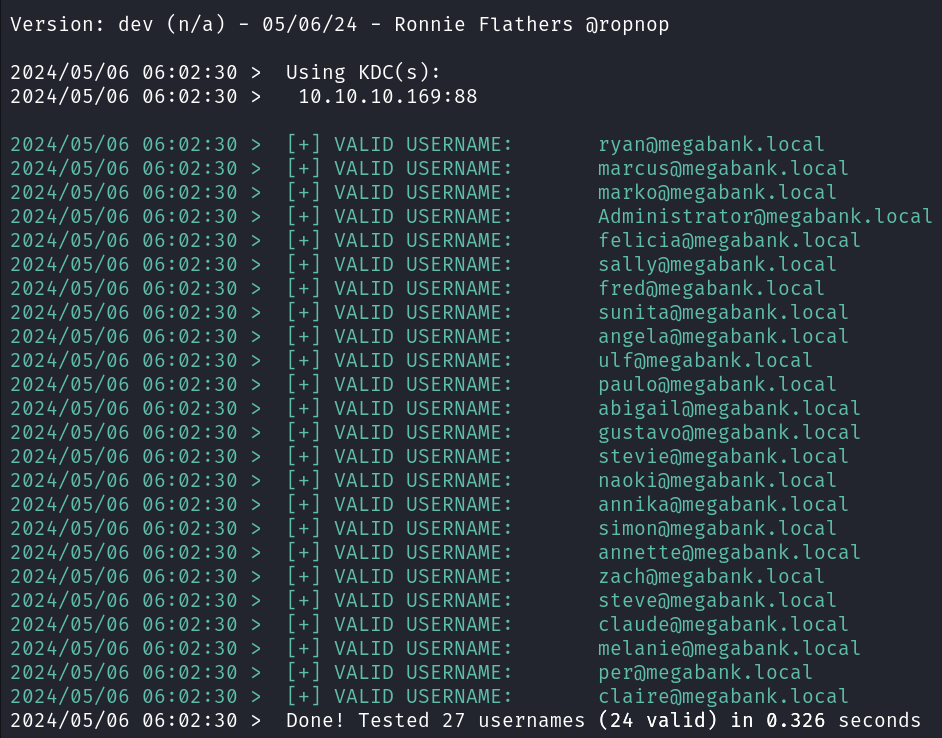 Version: dev (n/a) - 05/06/24 - Ronnie Flathers @ropnop
2024/05/06 06:02:30 >  Using KDC(s):
2024/05/06 06:02:30 >   10.10.10.169:88
2024/05/06 06:02:30 >  [+] VALID USERNAME:       ryan@megabank.local
2024/05/06 06:02:30 >  [+] VALID USERNAME:       marcus@megabank.local
2024/05/06 06:02:30 >  [+] VALID USERNAME:       marko@megabank.local
2024/05/06 06:02:30 >  [+] VALID USERNAME:       Administrator@megabank.local
2024/05/06 06:02:30 >  [+] VALID USERNAME:       felicia@megabank.local
2024/05/06 06:02:30 >  [+] VALID USERNAME:       sally@megabank.local
2024/05/06 06:02:30 >  [+] VALID USERNAME:       fred@megabank.local
2024/05/06 06:02:30 >  [+] VALID USERNAME:       sunita@megabank.local
2024/05/06 06:02:30 >  [+] VALID USERNAME:       angela@megabank.local
2024/05/06 06:02:30 >  [+] VALID USERNAME:       ulf@megabank.local
2024/05/06 06:02:30 >  [+] VALID USERNAME:       paulo@megabank.local
2024/05/06 06:02:30 >  [+] VALID USERNAME:       abigail@megabank.local
2024/05/06 06:02:30 >  [+] VALID USERNAME:       gustavo@megabank.local
2024/05/06 06:02:30 >  [+] VALID USERNAME:       stevie@megabank.local
2024/05/06 06:02:30 >  [+] VALID USERNAME:       naoki@megabank.local
2024/05/06 06:02:30 >  [+] VALID USERNAME:       annika@megabank.local
2024/05/06 06:02:30 >  [+] VALID USERNAME:       simon@megabank.local
2024/05/06 06:02:30 >  [+] VALID USERNAME:       annette@megabank.local
2024/05/06 06:02:30 >  [+] VALID USERNAME:       zach@megabank.local
2024/05/06 06:02:30 >  [+] VALID USERNAME:       steve@megabank.local
2024/05/06 06:02:30 >  [+] VALID USERNAME:       claude@megabank.local
2024/05/06 06:02:30 >  [+] VALID USERNAME:       melanie@megabank.local
2024/05/06 06:02:30 >  [+] VALID USERNAME:       per@megabank.local
2024/05/06 06:02:30 >  [+] VALID USERNAME:       claire@megabank.local
2024/05/06 06:02:30 >  Done! Tested 27 usernames (24 valid) in 0.326 seconds